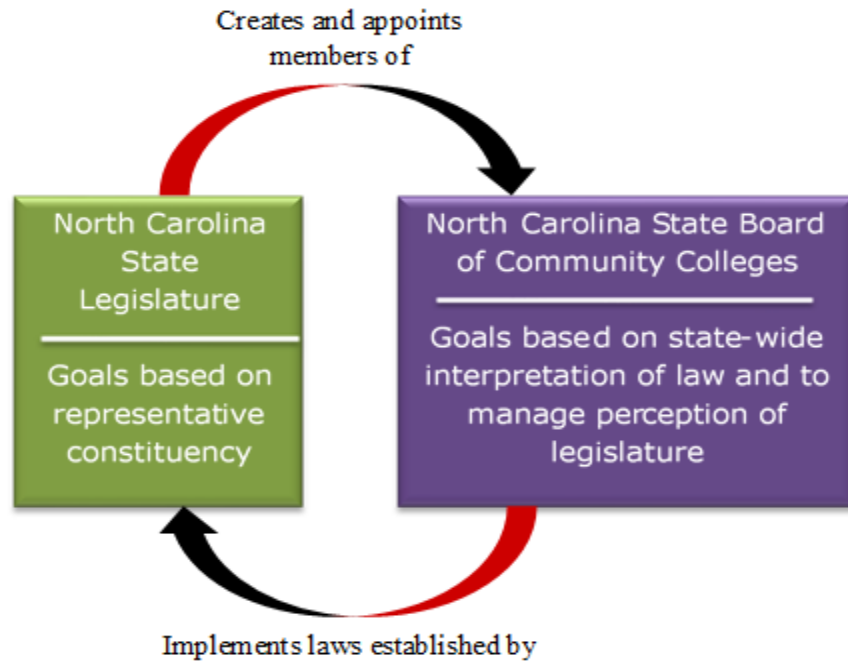 Creates and appoints
members of
North Carolina
State
Legislature
Goals based on
representative
constituency
North Carolina State Board
of Community Colleges
Goals based on state-wide
interpretation of law and to
manage perception of
legislature
Implements laws established by